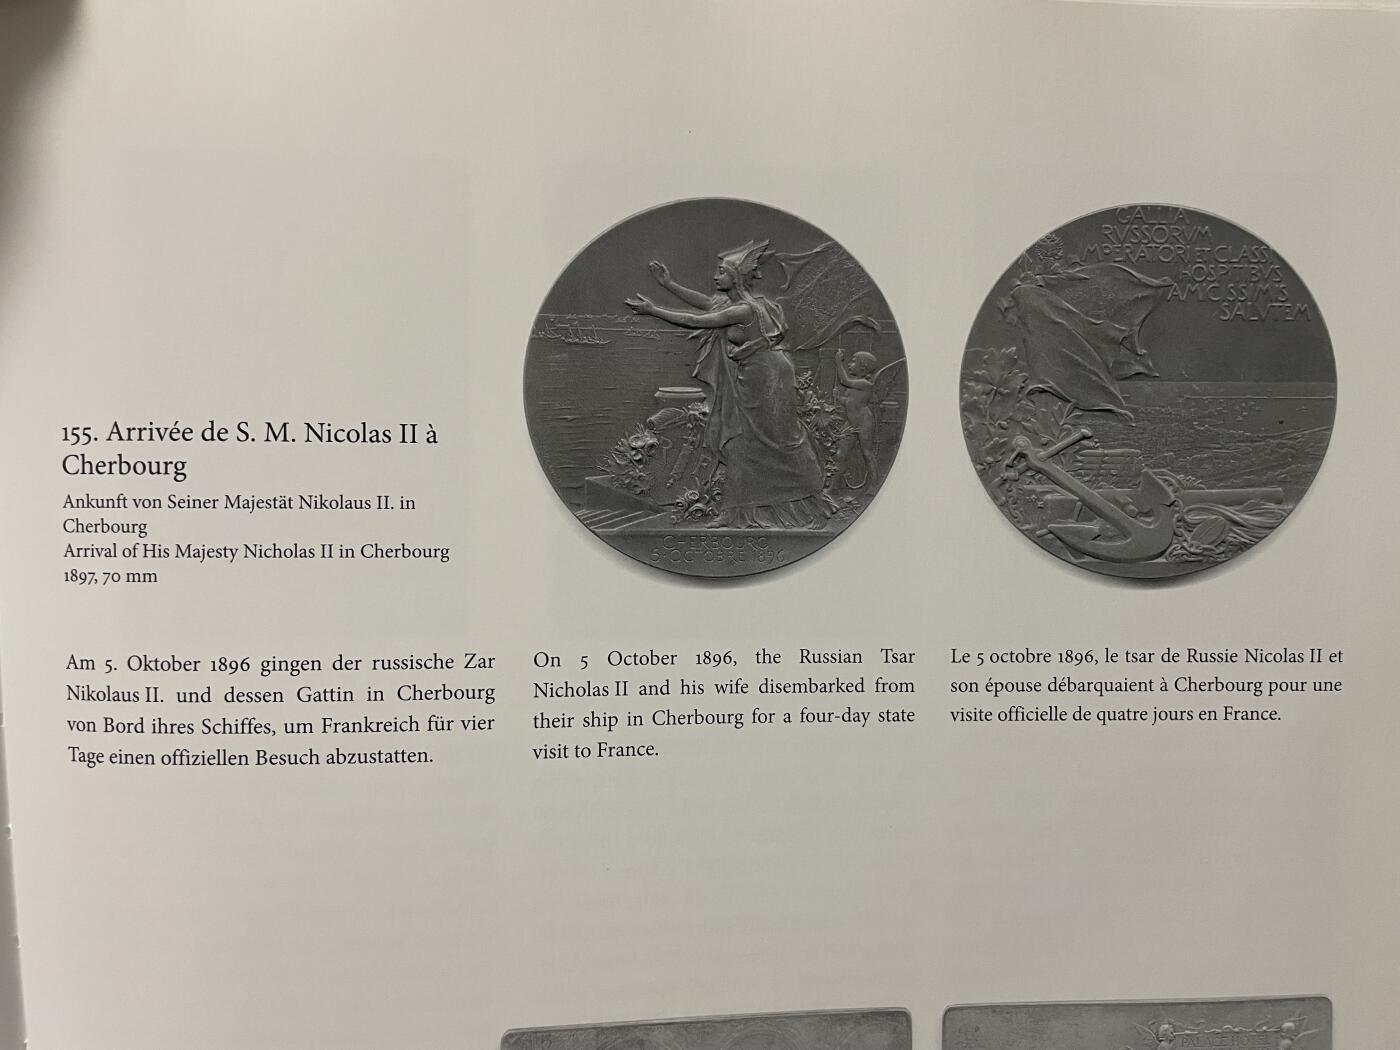 155. Arrivée de S. M. Nicolas II à
Cherbourg
Ankunft von Seiner Majestät Nikolaus II. in
Cherbourg
Arrival of His Majesty Nicholas II in Cherbourg
1897, 70 mm
CHERBOURG
5·OCTOBRE 1896
GALLIA
RVSSORVM
IMPERATORI ET CLASSI
HOSPITIBVS
AMICISSIMIS
SALVTEM
Am 5. Oktober 1896 gingen der russische Zar
Nikolaus II. und dessen Gattin in Cherbourg
von Bord ihres Schiffes, um Frankreich für vier
Tage einen offiziellen Besuch abzustatten.
On 5 October 1896, the Russian Tsar
Nicholas II and his wife disembarked from
their ship in Cherbourg for a four-day state
visit to France.
Le 5 octobre 1896, le tsar de Russie Nicolas II et
son épouse débarquaient à Cherbourg pour une
visite officielle de quatre jours en France.
PALACE HOTEL